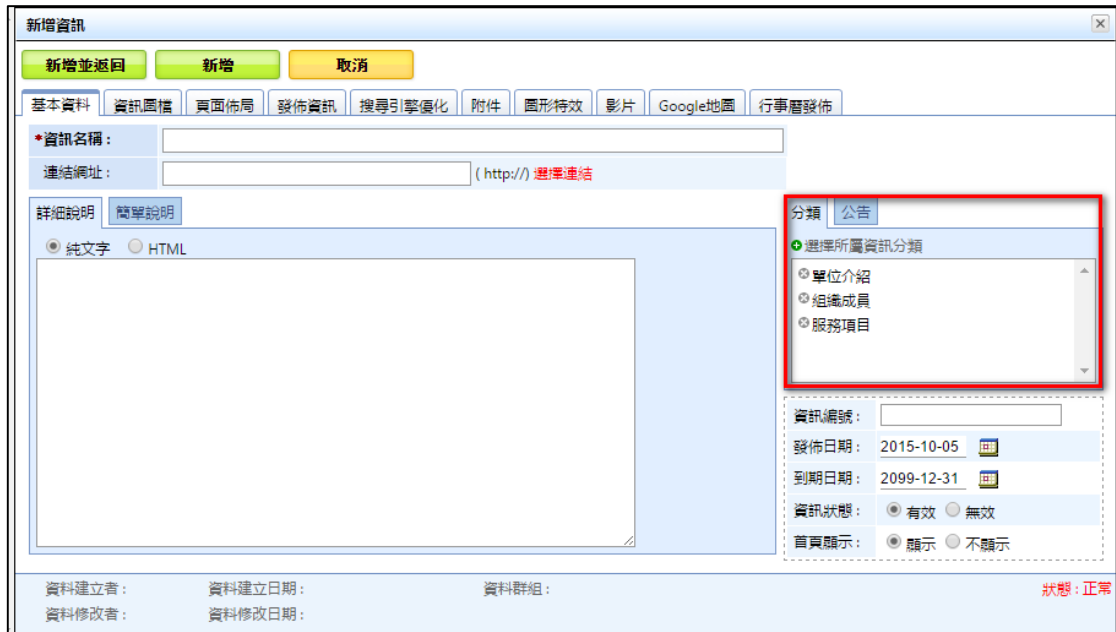 新增資訊
新增並返回 新增 取消
基本資料 資訊圖檔 頁面佈局 發佈資訊 搜尋引擎優化 附件 圖形特效 影片 Google地圖 行事曆發佈
*資訊名稱：
連結網址： ( http://) 選擇連結
詳細說明 簡單說明
純文字 HTML
分類 公告
選擇所屬資訊分類
單位介紹
組織成員
服務項目
資訊編號：
發佈日期： 2015-10-05
到期日期： 2099-12-31
資訊狀態： 有效 無效
首頁顯示： 顯示 不顯示
資料建立者： 資料建立日期： 資料群組： 狀態：正常
資料修改者： 資料修改日期：